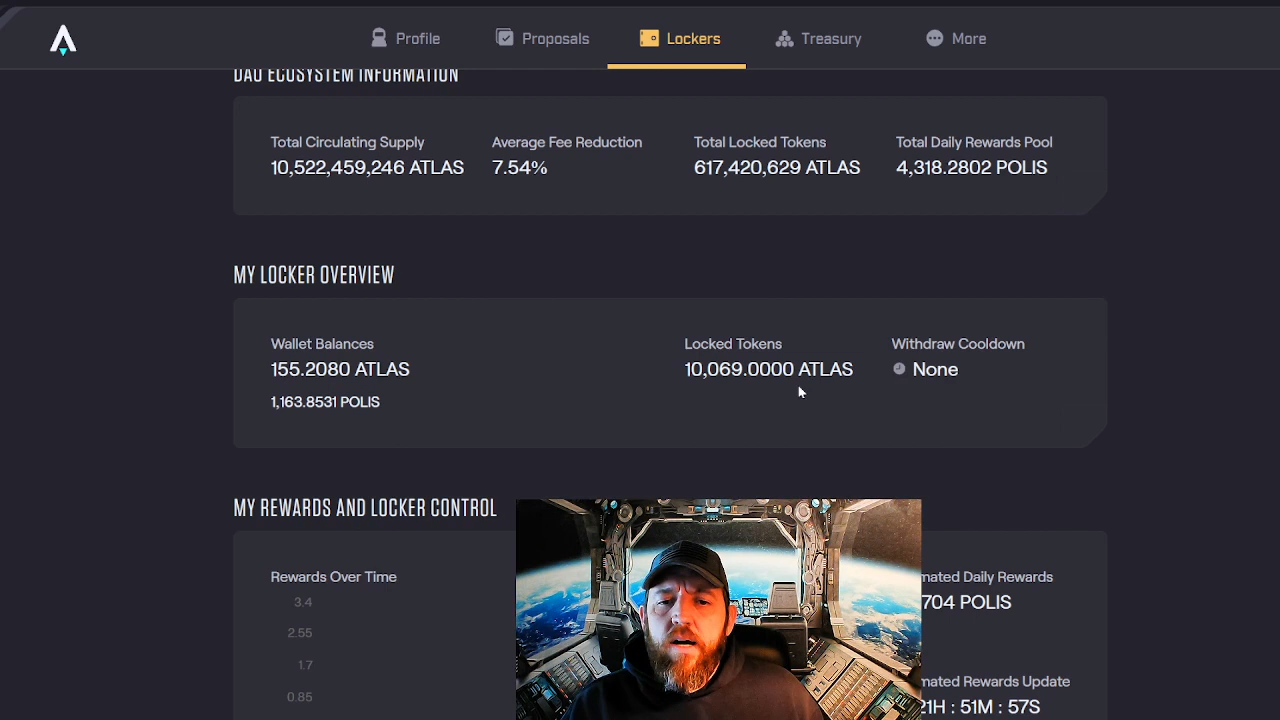 Profile
Proposals
Lockers
Treasury
More
DAO ECOSYSTEM INFORMATION
Total Circulating Supply
Average Fee Reduction
Total Locked Tokens
Total Daily Rewards Pool
10,522,459,246 ATLAS
7.54%
617,420,629 ATLAS
4,318.2802 POLIS
MY LOCKER OVERVIEW
Wallet Balances
Locked Tokens
Withdraw Cooldown
155.2080 ATLAS
10,069.0000 ATLAS
None
1,163.8531 POLIS
MY REWARDS AND LOCKER CONTROL
Rewards Over Time
mated Daily Rewards
3.4
704 POLIS
2.55
1.7
mated Rewards Update
0.85
21H : 51M : 57S